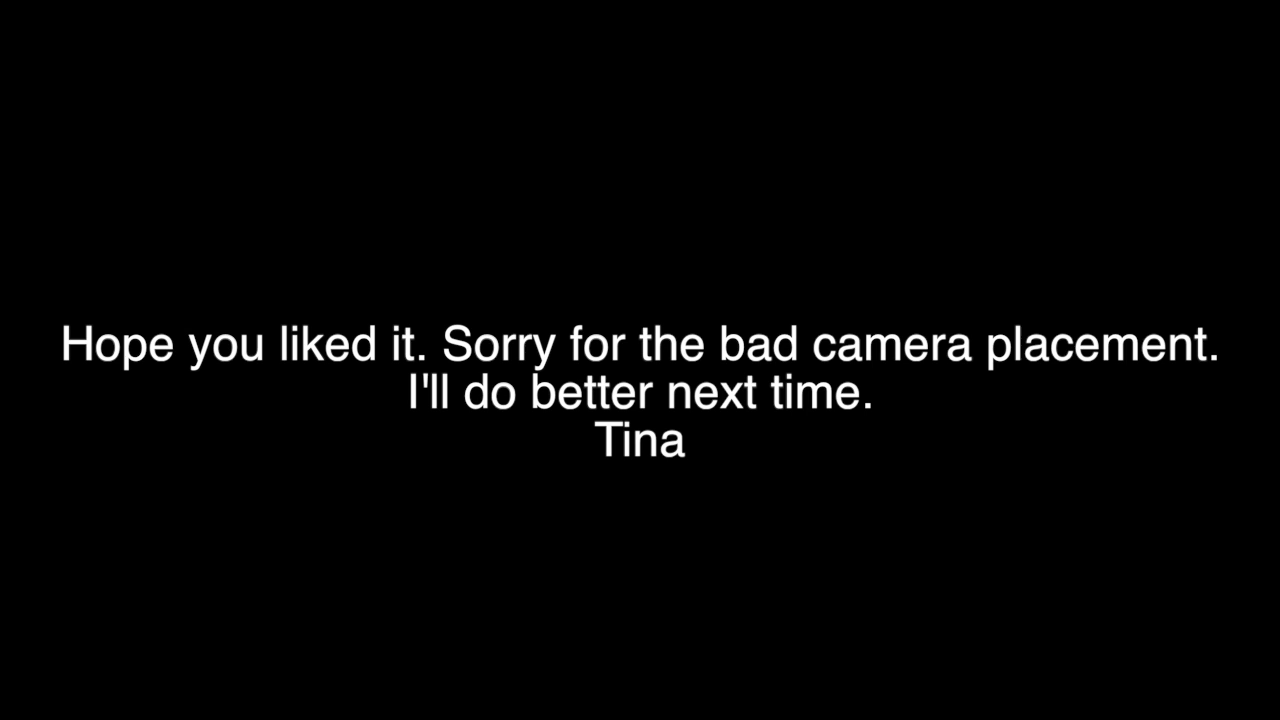 Hope you liked it. Sorry for the bad camera placement.
I'll do better next time.
Tina